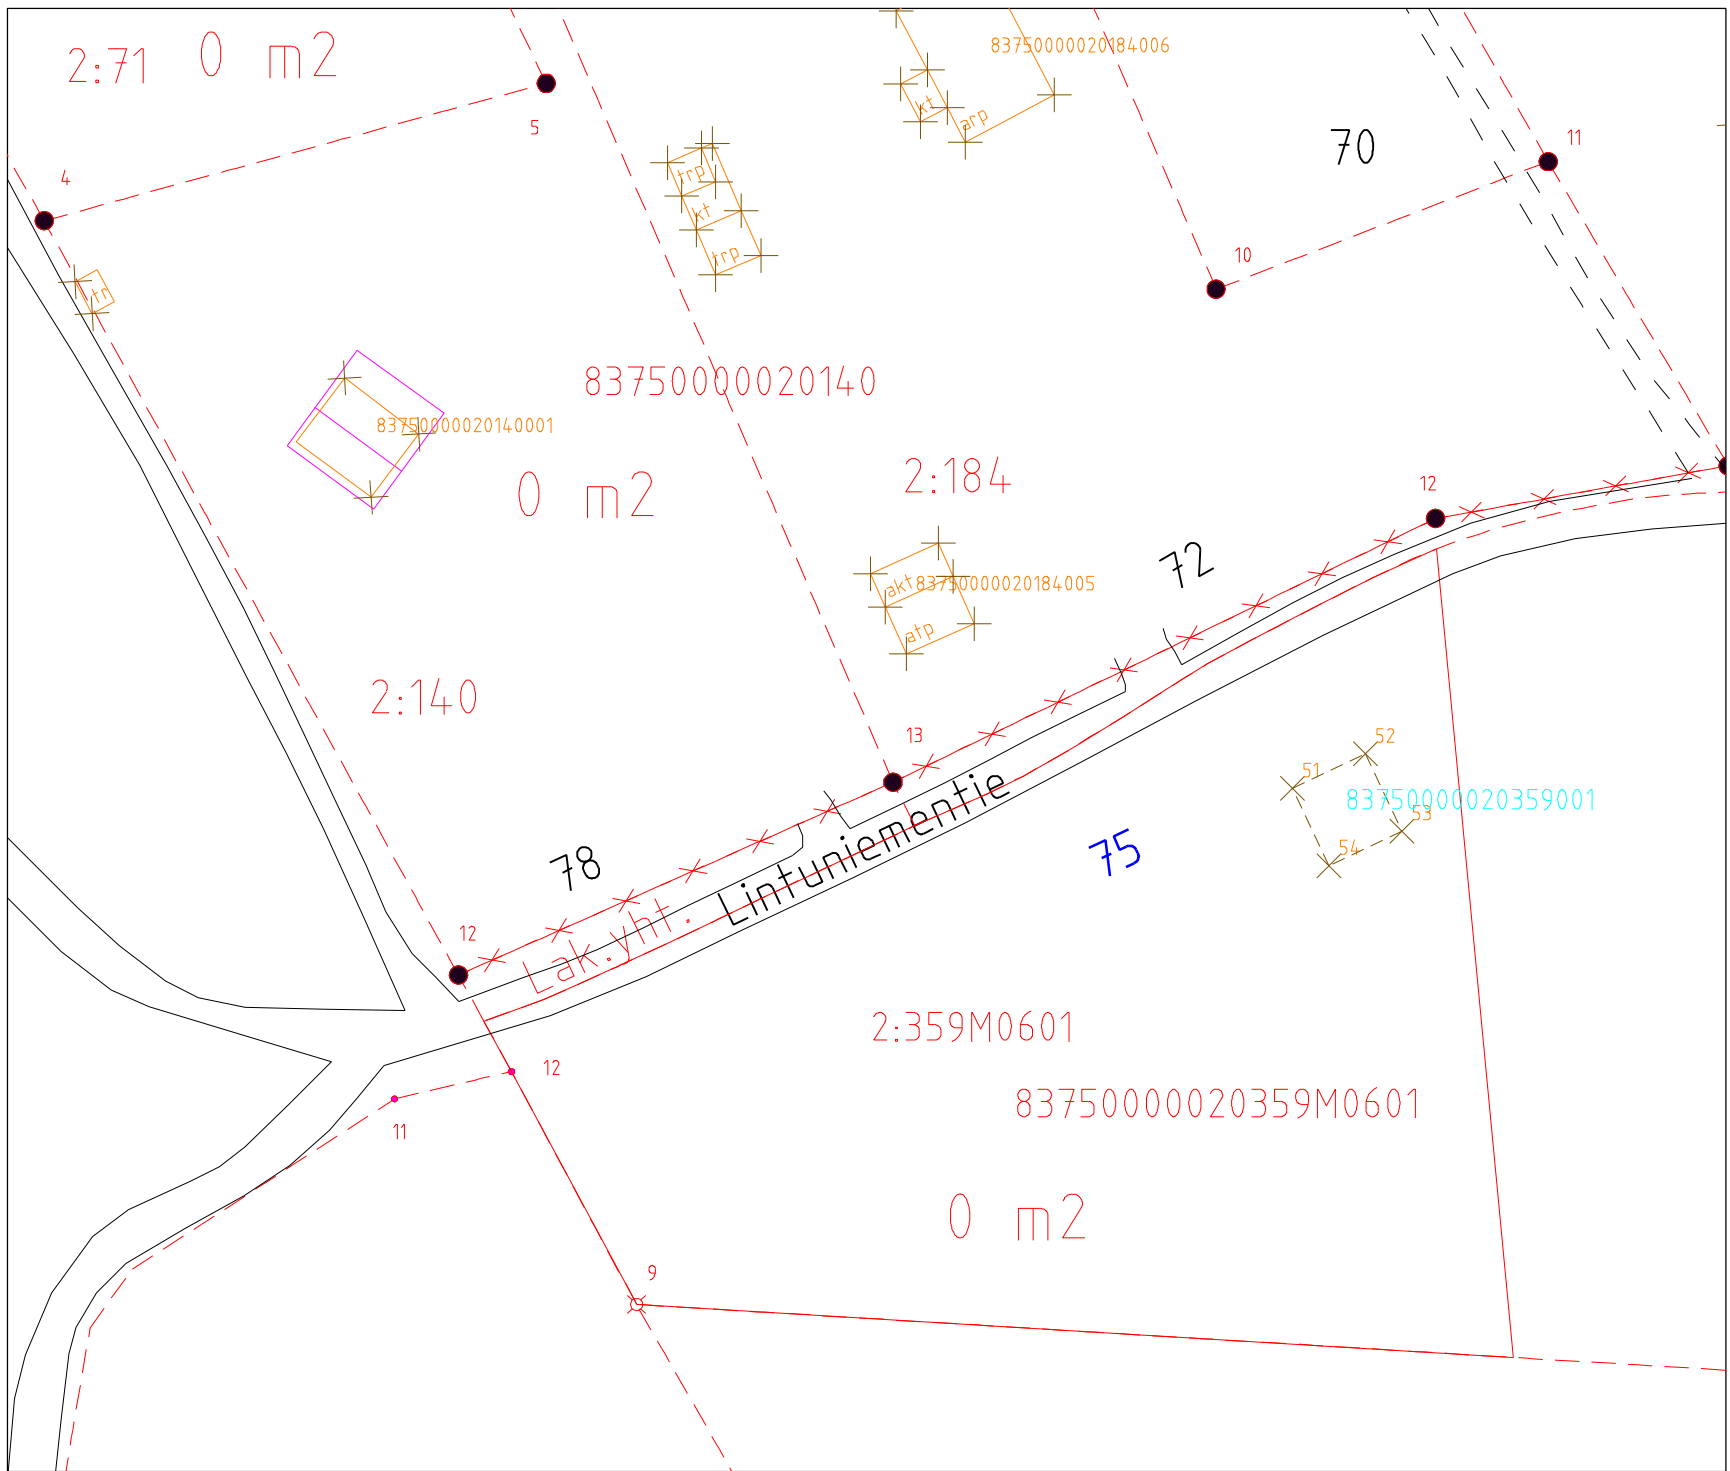 2:71
0 m2
83750000020184006
kt
arp
5
4
70
11
trp
kt
trp
10
tr
83750000020140
83750000020140001
0 m2
2:184
12
72
akt
83750000020184005
atp
2:140
13
52
51
83750000020359001
53
54
75
78
Lak.yht.
Lintuniementie
12
2:359M0601
12
83750000020359M0601
11
0 m2
9